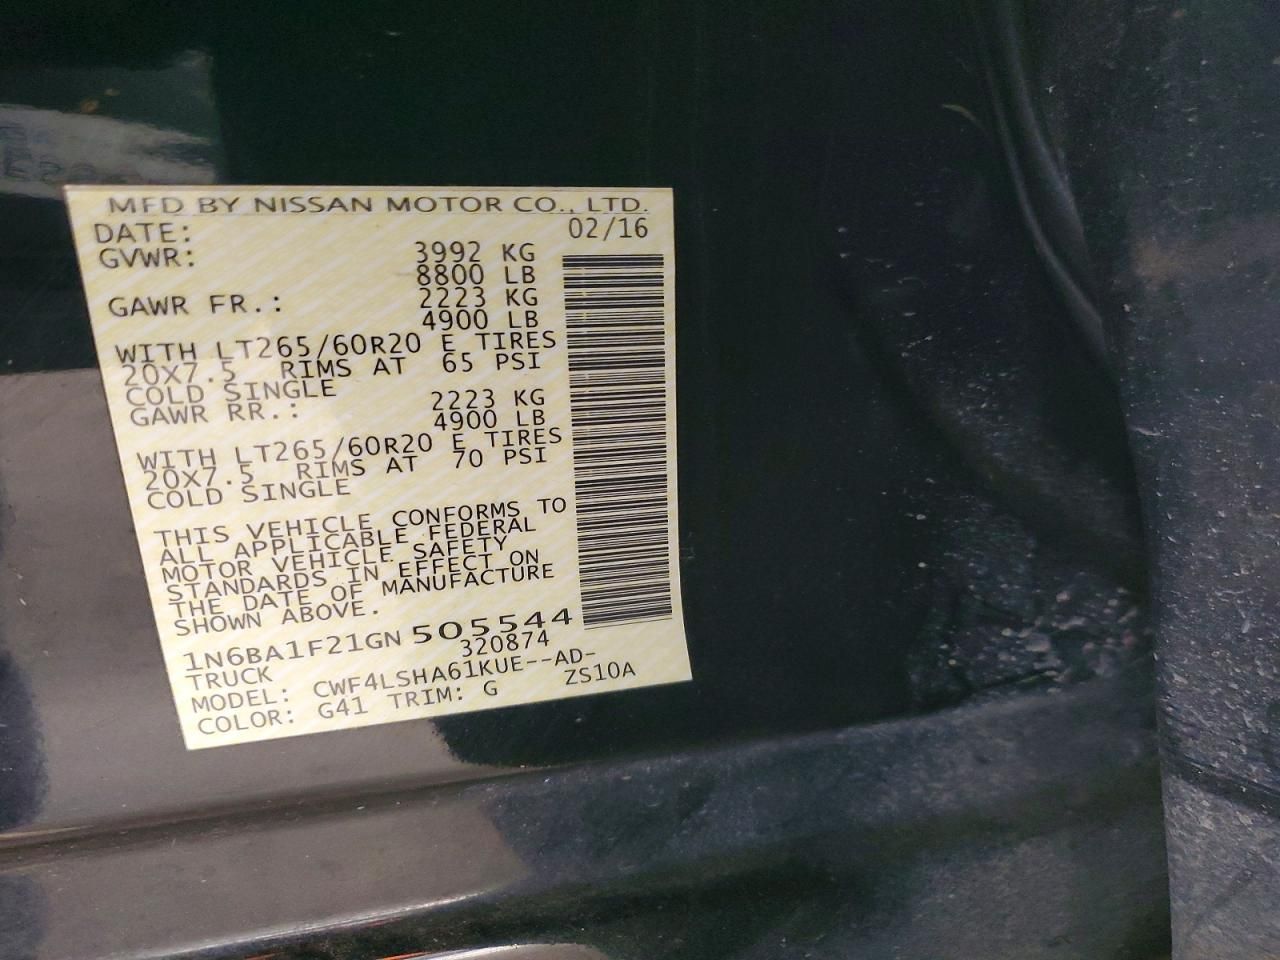 MFD BY NISSAN MOTOR CO., LTD.
DATE: 02/16
GVWR: 3992 KG
8800 LB
GAWR FR.: 2223 KG
4900 LB
WITH LT265/60R20 E TIRES
20X7.5 RIMS AT 65 PSI
COLD SINGLE
GAWR RR.: 2223 KG
4900 LB
WITH LT265/60R20 E TIRES
20X7.5 RIMS AT 70 PSI
COLD SINGLE
THIS VEHICLE CONFORMS TO
ALL APPLICABLE FEDERAL
MOTOR VEHICLE SAFETY
STANDARDS IN EFFECT ON
THE DATE OF MANUFACTURE
SHOWN ABOVE.
1N6BA1F21GN 505544
TRUCK 320874
MODEL: CWF4LSHA61KUE--AD-
COLOR: G41 TRIM: G ZS10A